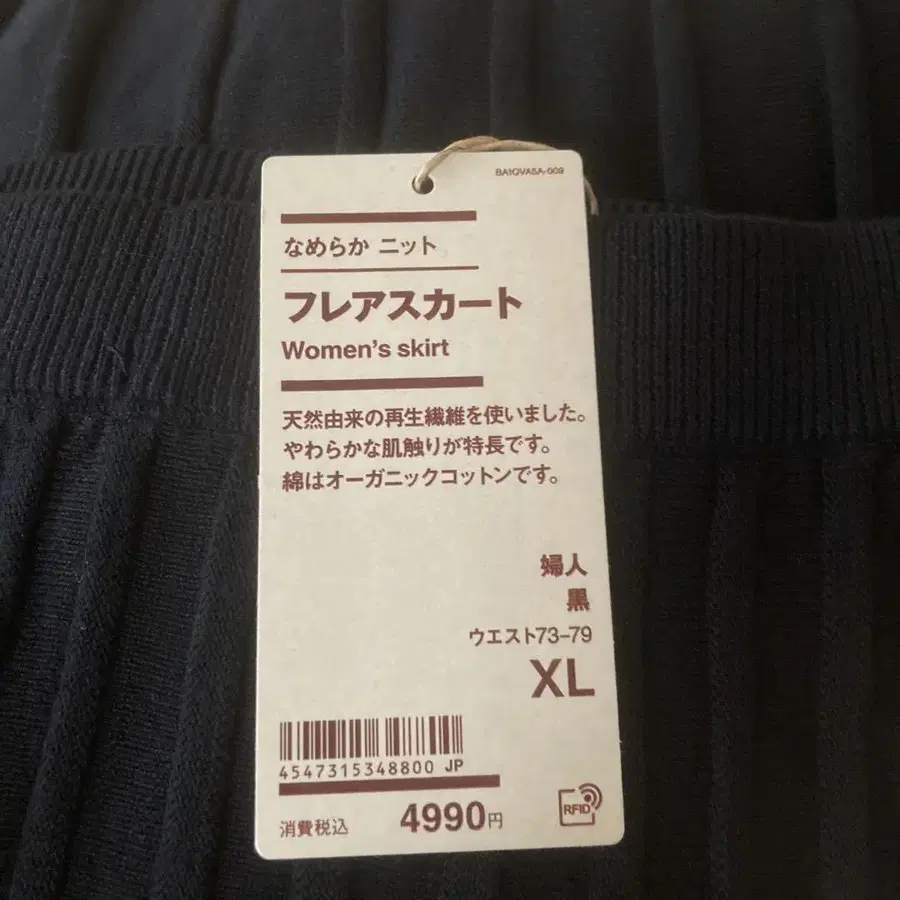 BA1QVA5A-009
なめらか ニット
フレアスカート
Women's skirt
天然由来の再生繊維を使いました。
やわらかな肌触りが特長です。
綿はオーガニックコットンです。
婦人
黒
ウエスト73-79
XL
4547315348800 JP
消費税込 4990円
RFID